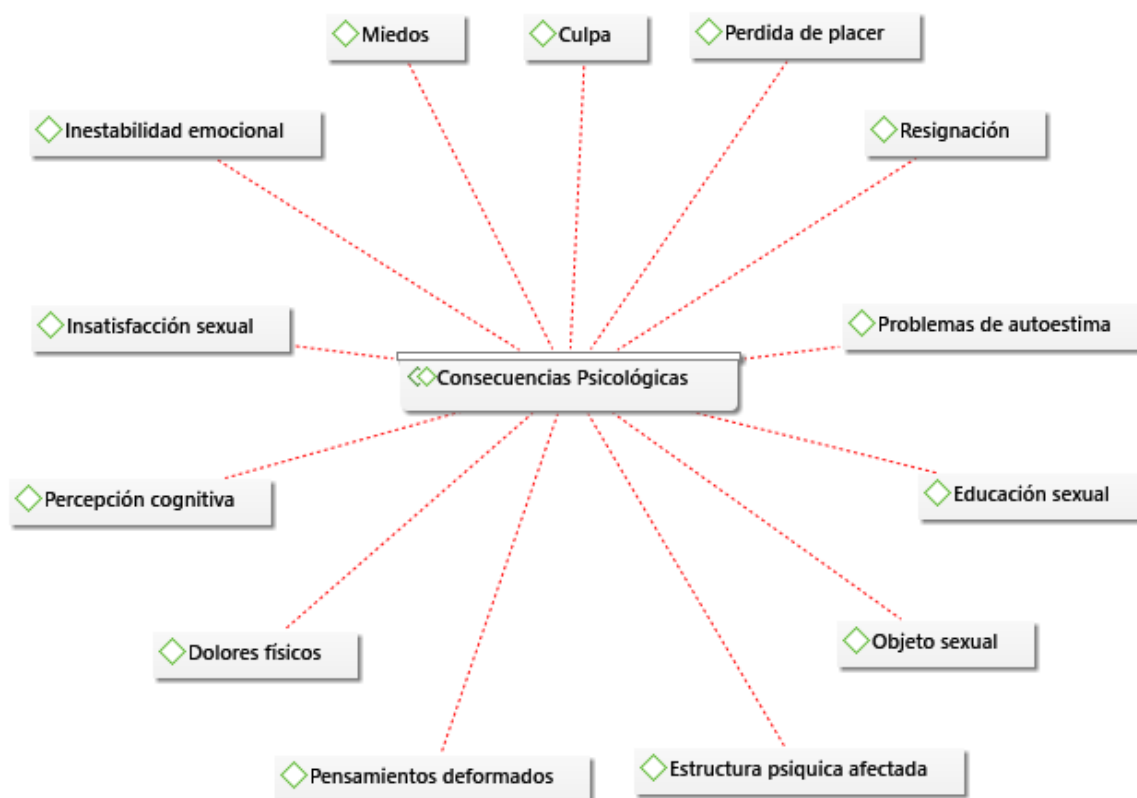 Miedos
Culpa
Perdida de placer
Inestabilidad emocional
Resignación
Insatisfacción sexual
Problemas de autoestima
Consecuencias Psicológicas
Percepción cognitiva
Educación sexual
Dolores físicos
Objeto sexual
Pensamientos deformados
Estructura psiquica afectada